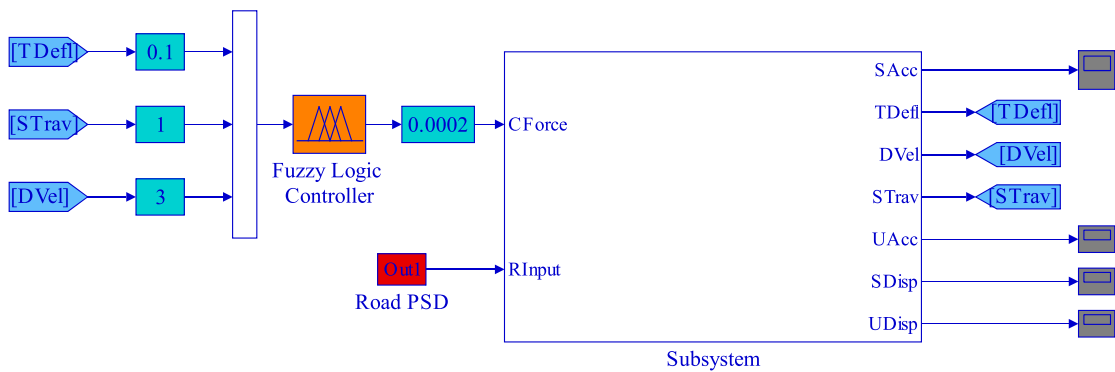 [TDefl]
0.1
[STrav]
1
[DVel]
3
Fuzzy Logic
Controller
0.0002
CForce
Out1
Road PSD
RInput
SAcc
TDefl
[TDefl]
DVel
[DVel]
STrav
[STrav]
UAcc
SDisp
UDisp
Subsystem